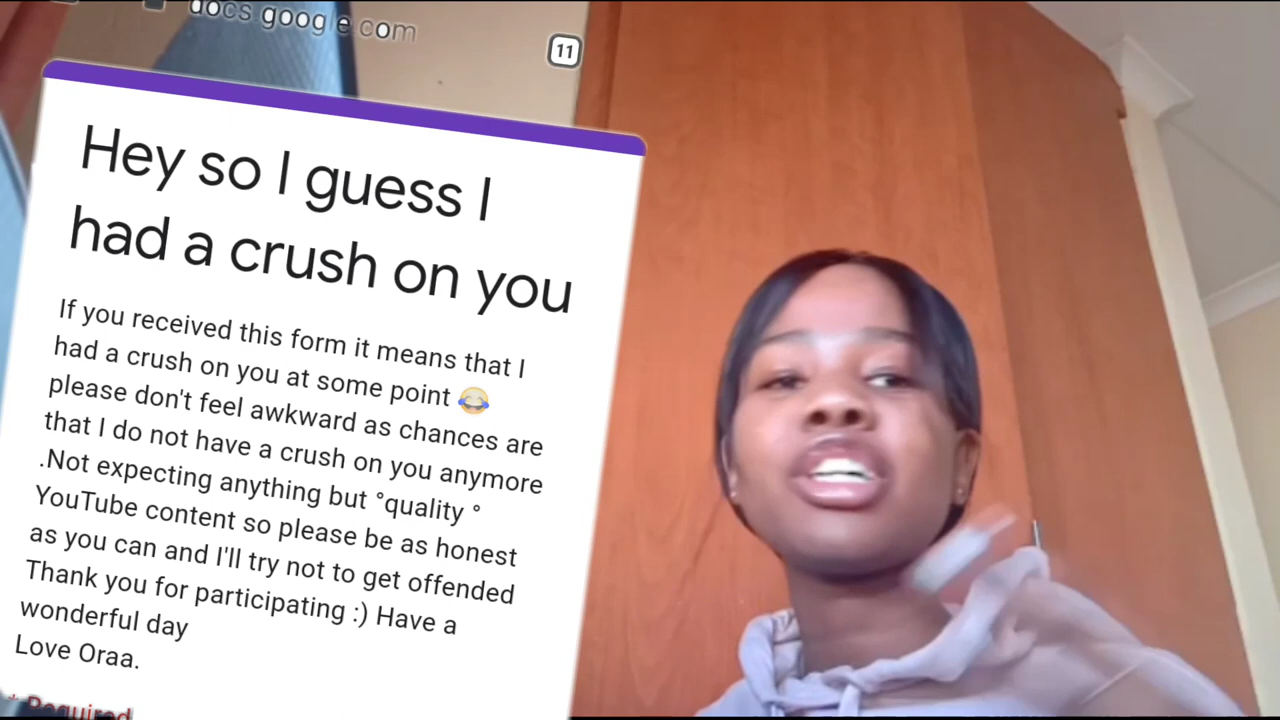 docs google com
11
Hey so I guess I
had a crush on you
If you received this form it means that I
had a crush on you at some point 😂
please don't feel awkward as chances are
that I do not have a crush on you anymore
.Not expecting anything but °quality °
YouTube content so please be as honest
as you can and I'll try not to get offended
Thank you for participating :) Have a
wonderful day
Love Oraa.
* Required